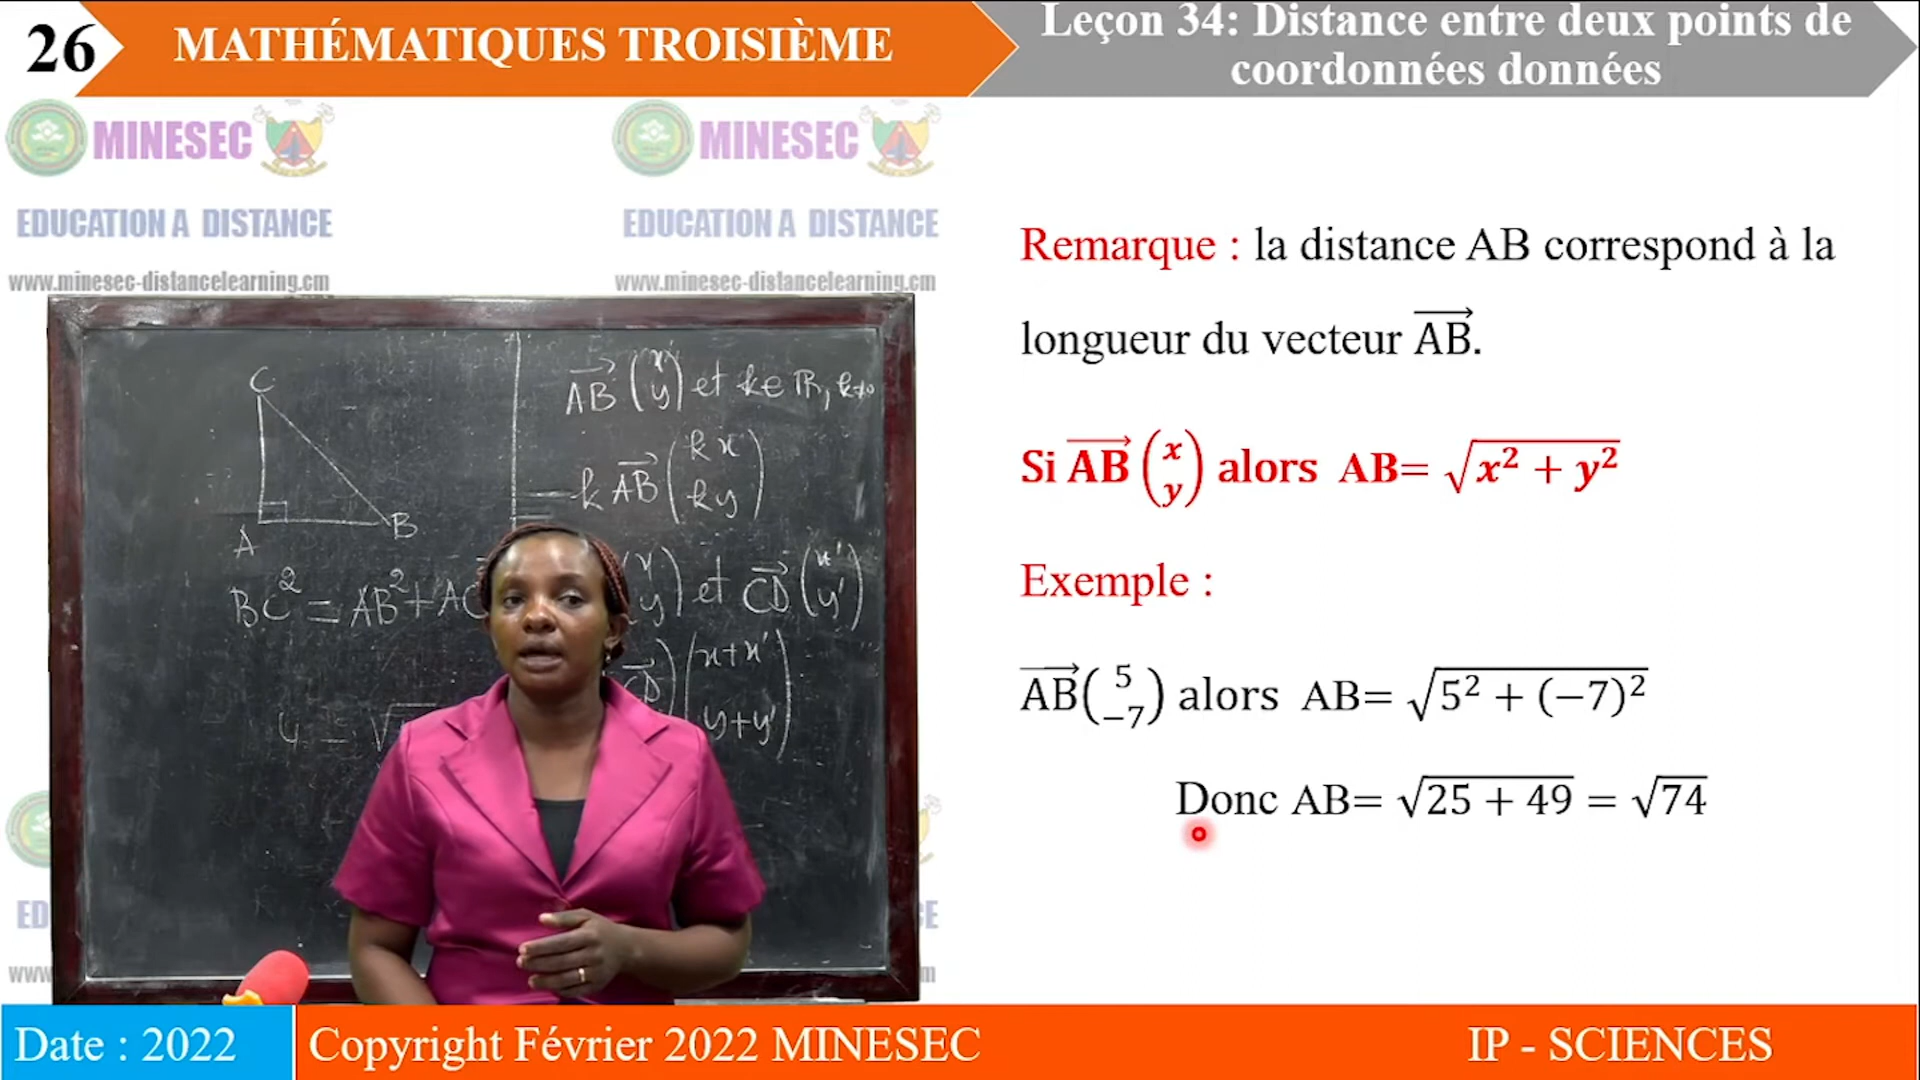 26
MATHÉMATIQUES TROISIÈME
Leçon 34: Distance entre deux points de
coordonnées données
MINESEC
EDUCATION A DISTANCE
www.minesec-distancelearning.cm
MINESEC
EDUCATION A DISTANCE
www.minesec-distancelearning.cm
C
A
B
BC² = AB² + AC
4 = √
AB⃗ (x y) et k ∈ ℝ, k≠0
k AB⃗ (kx ky)
(x y) et CD⃗ (x' y')
CD⃗) (x+x' y+y')
Remarque : la distance AB correspond à la
longueur du vecteur AB⃗.
Si AB⃗ (x y) alors AB= √(x² + y²)
Exemple :
AB⃗(5 −7) alors AB= √(5² + (−7)²)
Donc AB= √(25 + 49) = √74
Date : 2022
Copyright Février 2022 MINESEC
IP - SCIENCES